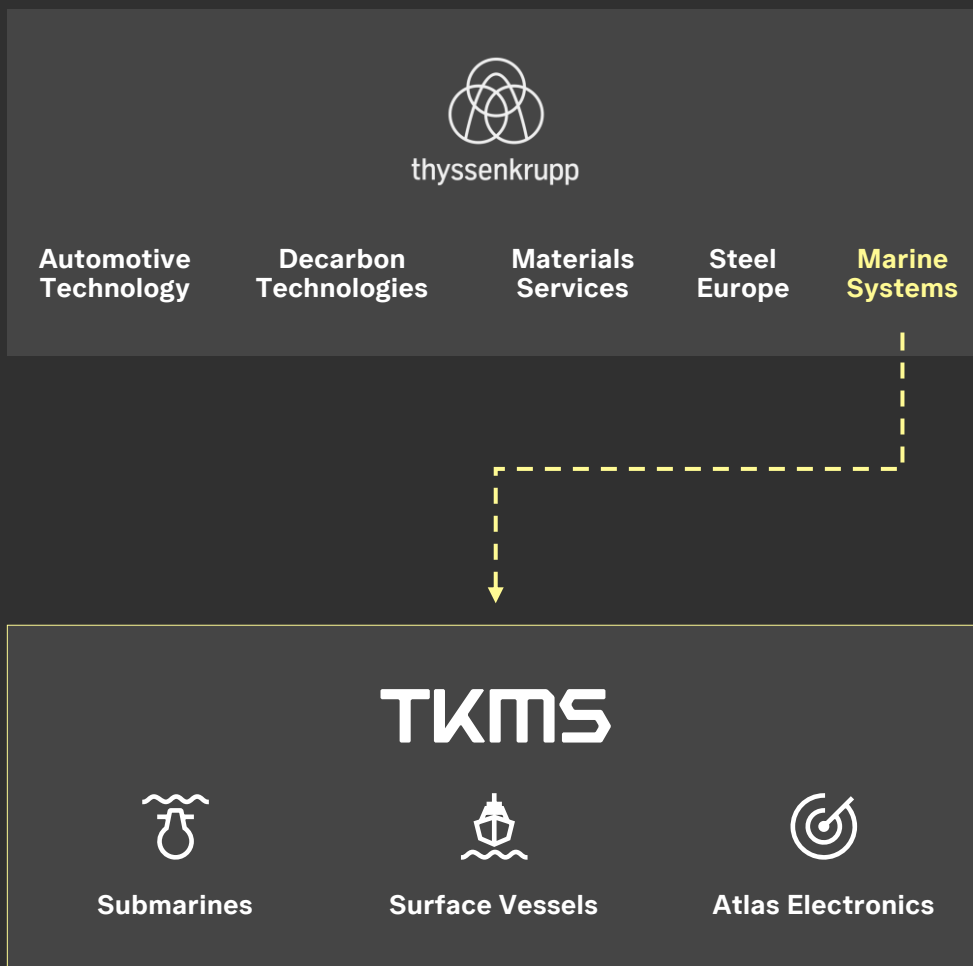 thyssenkrupp
Automotive
Technology
Decarbon
Technologies
Materials
Services
Steel
Europe
Marine
Systems
TKMS
Submarines
Surface Vessels
Atlas Electronics